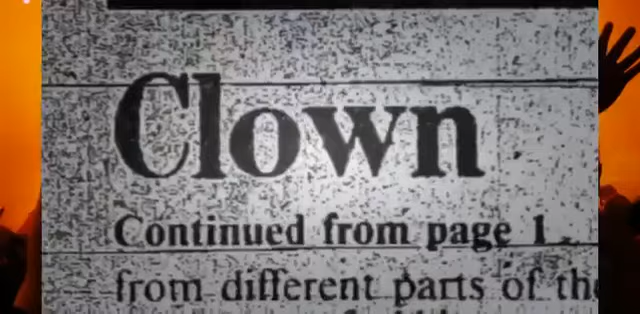 Clown
Continued from page 1
from different parts of the